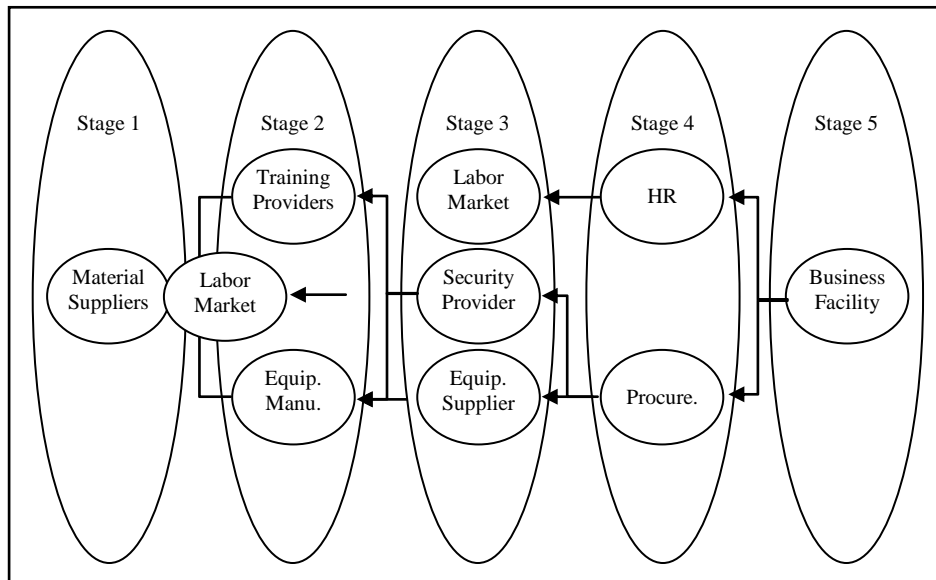 Stage 1
Stage 2
Stage 3
Stage 4
Stage 5
Training
Providers
Labor
Market
HR
Material
Suppliers
Labor
Market
Security
Provider
Business
Facility
Equip.
Manu.
Equip.
Supplier
Procure.